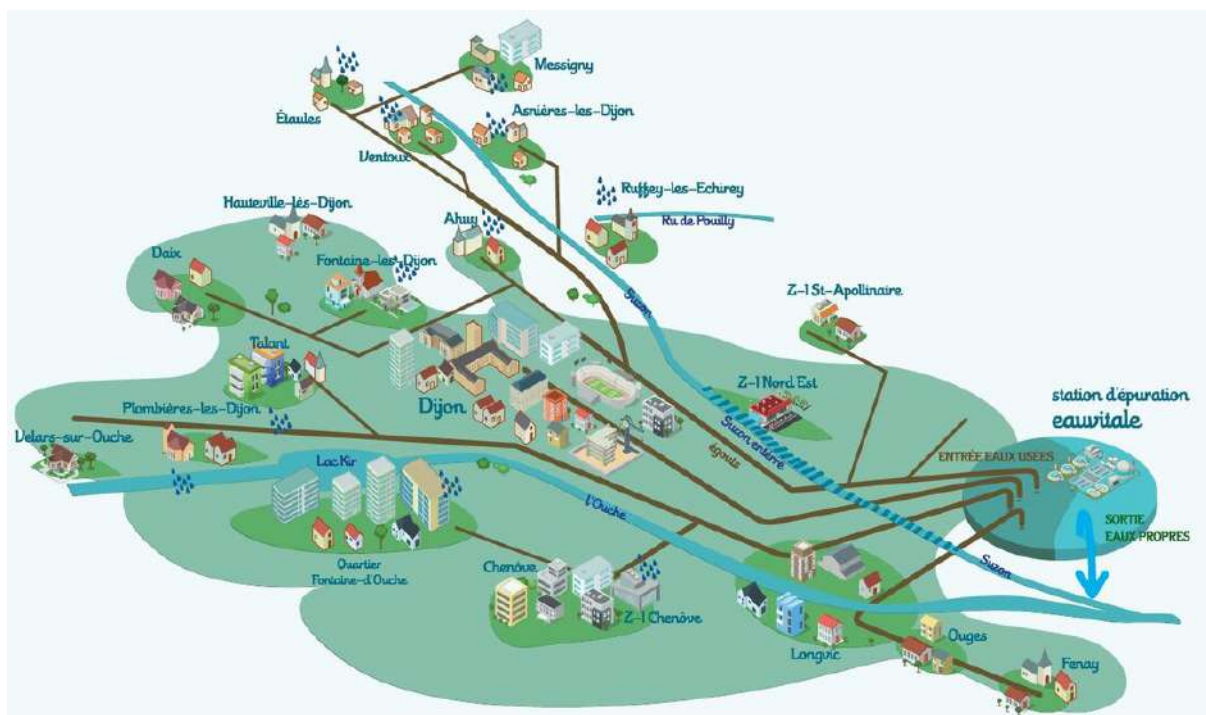 Messigny
Étaules
Asnières-les-Dijon
Ventoux
Ruffey-les-Echirey
Ru de Pouilly
Hauteville-lès-Dijon
Ahuy
Daix
Fontaine-les-Dijon
Z-I St-Apollinaire
Suzon
Talant
Z-I Nord Est
station d'épuration
eauvitale
Dijon
Plombières-les-Dijon
Velars-sur-Ouche
Suzon enterré
égouts
ENTRÉE EAUX USÉES
Lac Kir
l'Ouche
SORTIE
EAUX PROPRES
Quartier
Fontaine-d'Ouche
Chenôve
Suzon
Z-I Chenôve
Longvic
Ouges
Fenay